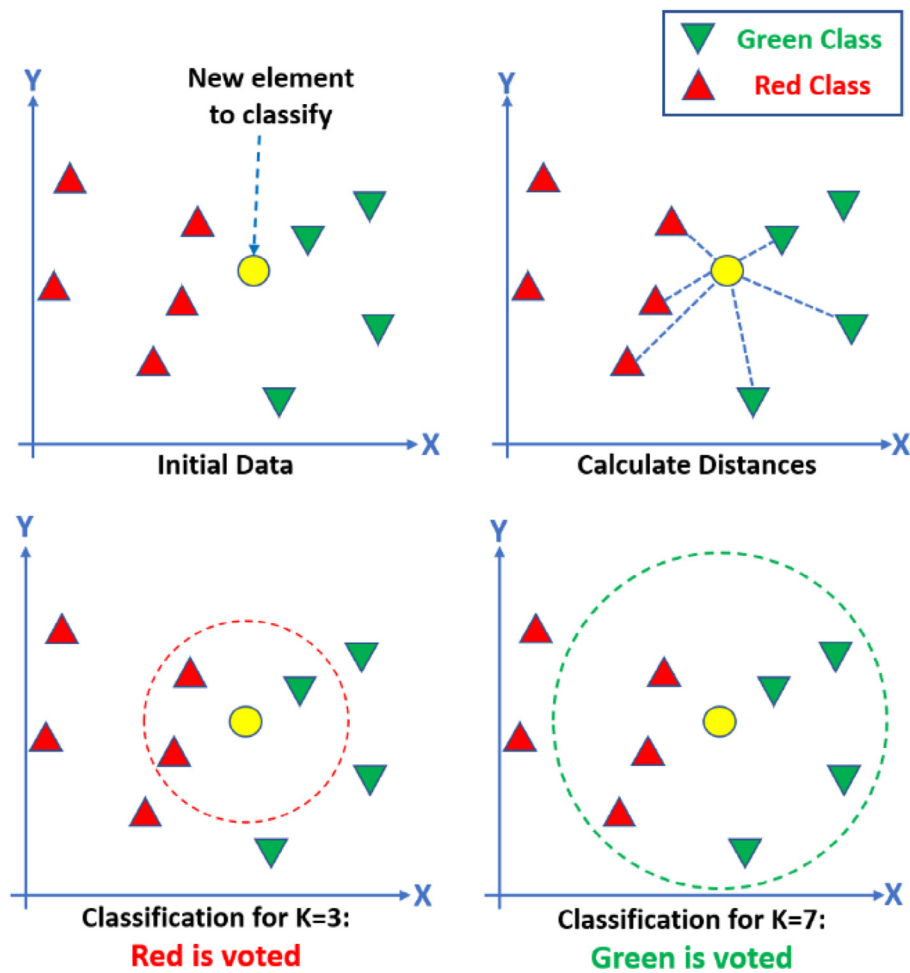 Green Class
Red Class
Y
New element
to classify
X
Initial Data
Y
X
Calculate Distances
Y
X
Classification for K=3:
Red is voted
Y
X
Classification for K=7:
Green is voted